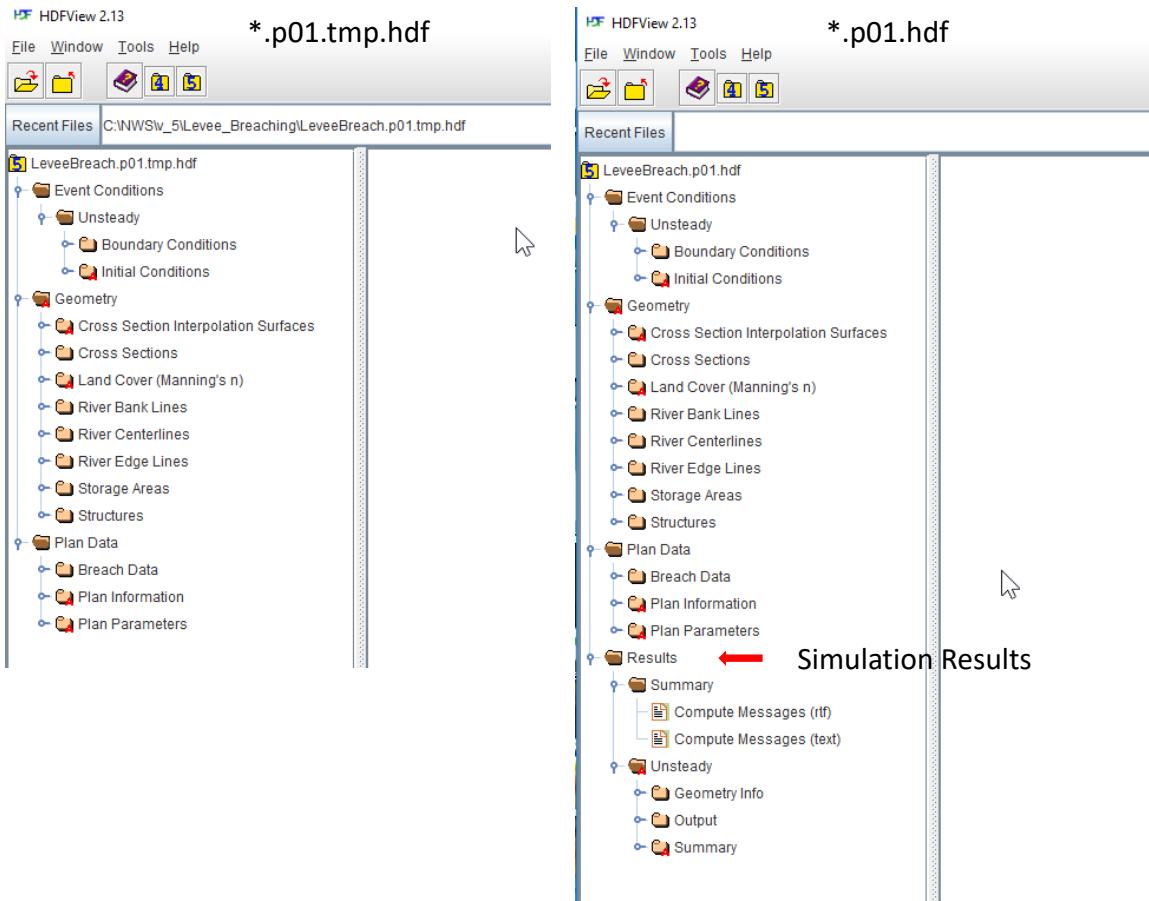 HDFView 2.13
*.p01.tmp.hdf
File Window Tools Help
4 5
Recent Files C:\NWS\v_5\Levee_Breaching\LeveeBreach.p01.tmp.hdf
5 LeveeBreach.p01.tmp.hdf
Event Conditions
Unsteady
Boundary Conditions
Initial Conditions
Geometry
Cross Section Interpolation Surfaces
Cross Sections
Land Cover (Manning's n)
River Bank Lines
River Centerlines
River Edge Lines
Storage Areas
Structures
Plan Data
Breach Data
Plan Information
Plan Parameters
HDFView 2.13
*.p01.hdf
File Window Tools Help
4 5
Recent Files
5 LeveeBreach.p01.hdf
Event Conditions
Unsteady
Boundary Conditions
Initial Conditions
Geometry
Cross Section Interpolation Surfaces
Cross Sections
Land Cover (Manning's n)
River Bank Lines
River Centerlines
River Edge Lines
Storage Areas
Structures
Plan Data
Breach Data
Plan Information
Plan Parameters
Results Simulation Results
Summary
Compute Messages (rtf)
Compute Messages (text)
Unsteady
Geometry Info
Output
Summary